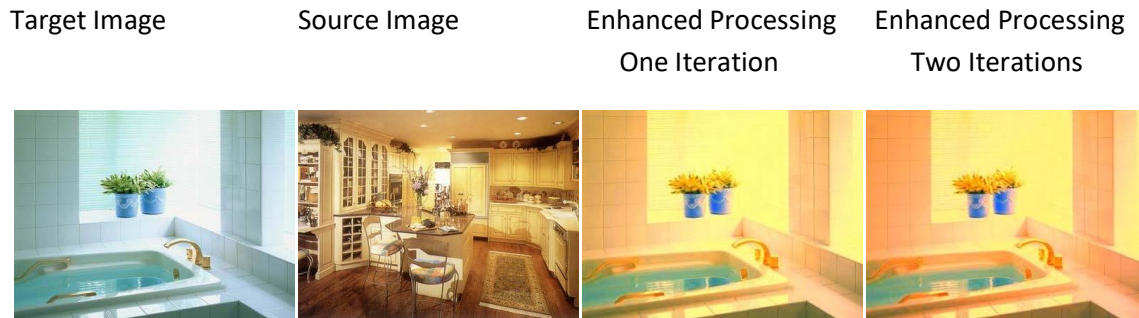 Target Image
Source Image
Enhanced Processing
One Iteration
Enhanced Processing
Two Iterations